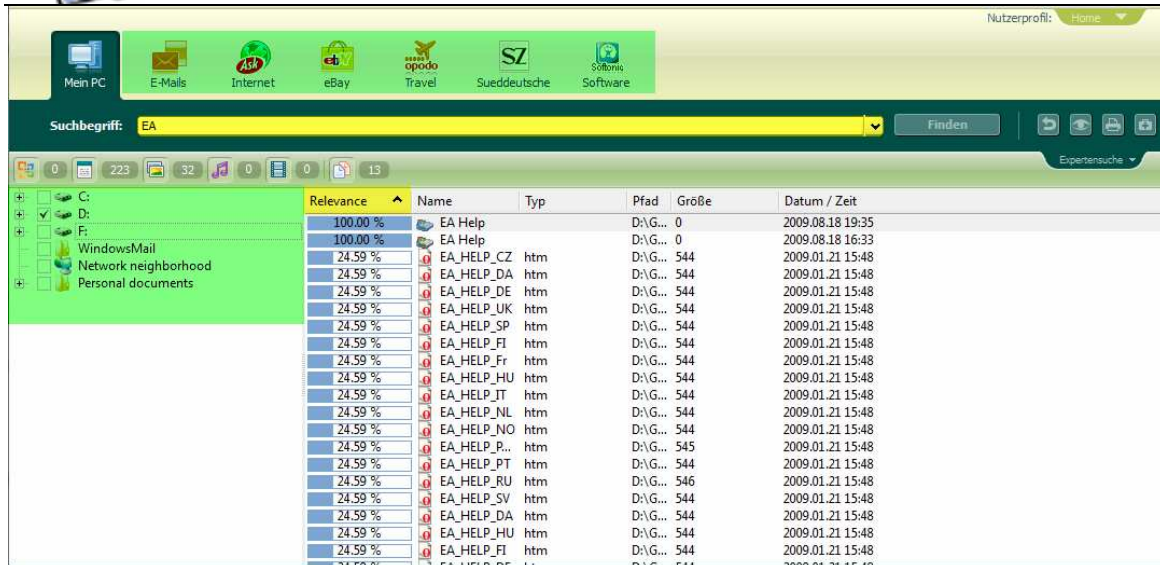 Nutzerprofil: Home
Ask
eb
opodo
SZ
Softonic
Mein PC E-Mails Internet eBay Travel Sueddeutsche Software
Suchbegriff: EA Finden
Expertensuche
0 223 32 0 0 13
C:
D:
F:
WindowsMail
Network neighborhood
Personal documents
Relevance Name Typ Pfad Größe Datum / Zeit
100.00 % EA Help D:\G... 0 2009.08.18 19:35
100.00 % EA Help D:\G... 0 2009.08.18 16:33
24.59 % EA_HELP_CZ htm D:\G... 544 2009.01.21 15:48
24.59 % EA_HELP_DA htm D:\G... 544 2009.01.21 15:48
24.59 % EA_HELP_DE htm D:\G... 544 2009.01.21 15:48
24.59 % EA_HELP_UK htm D:\G... 544 2009.01.21 15:48
24.59 % EA_HELP_SP htm D:\G... 544 2009.01.21 15:48
24.59 % EA_HELP_FI htm D:\G... 544 2009.01.21 15:48
24.59 % EA_HELP_Fr htm D:\G... 544 2009.01.21 15:48
24.59 % EA_HELP_HU htm D:\G... 544 2009.01.21 15:48
24.59 % EA_HELP_IT htm D:\G... 544 2009.01.21 15:48
24.59 % EA_HELP_NL htm D:\G... 544 2009.01.21 15:48
24.59 % EA_HELP_NO htm D:\G... 544 2009.01.21 15:48
24.59 % EA_HELP_P... htm D:\G... 545 2009.01.21 15:48
24.59 % EA_HELP_PT htm D:\G... 544 2009.01.21 15:48
24.59 % EA_HELP_RU htm D:\G... 546 2009.01.21 15:48
24.59 % EA_HELP_SV htm D:\G... 544 2009.01.21 15:48
24.59 % EA_HELP_DA htm D:\G... 544 2009.01.21 15:48
24.59 % EA_HELP_HU htm D:\G... 544 2009.01.21 15:48
24.59 % EA_HELP_FI htm D:\G... 544 2009.01.21 15:48